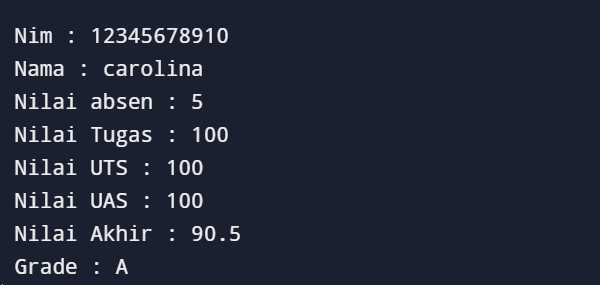 Nim : 12345678910
Nama : carolina
Nilai absen : 5
Nilai Tugas : 100
Nilai UTS : 100
Nilai UAS : 100
Nilai Akhir : 90.5
Grade : A